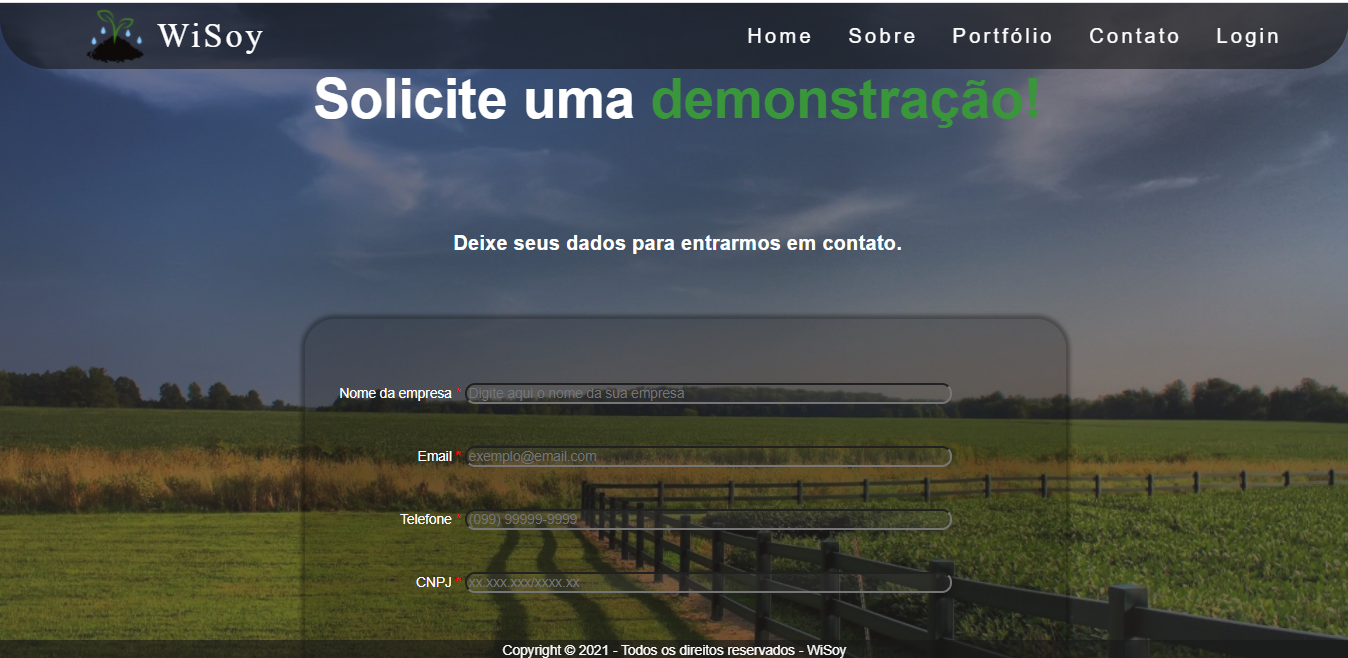 WiSoy
Home Sobre Portfólio Contato Login
Solicite uma demonstração!
Deixe seus dados para entrarmos em contato.
Nome da empresa * Digite aqui o nome da sua empresa
Email * exemplo@email.com
Telefone * (099) 99999-9999
CNPJ * xx.xxx.xxx/xxxx.xx
Copyright © 2021 - Todos os direitos reservados - WiSoy